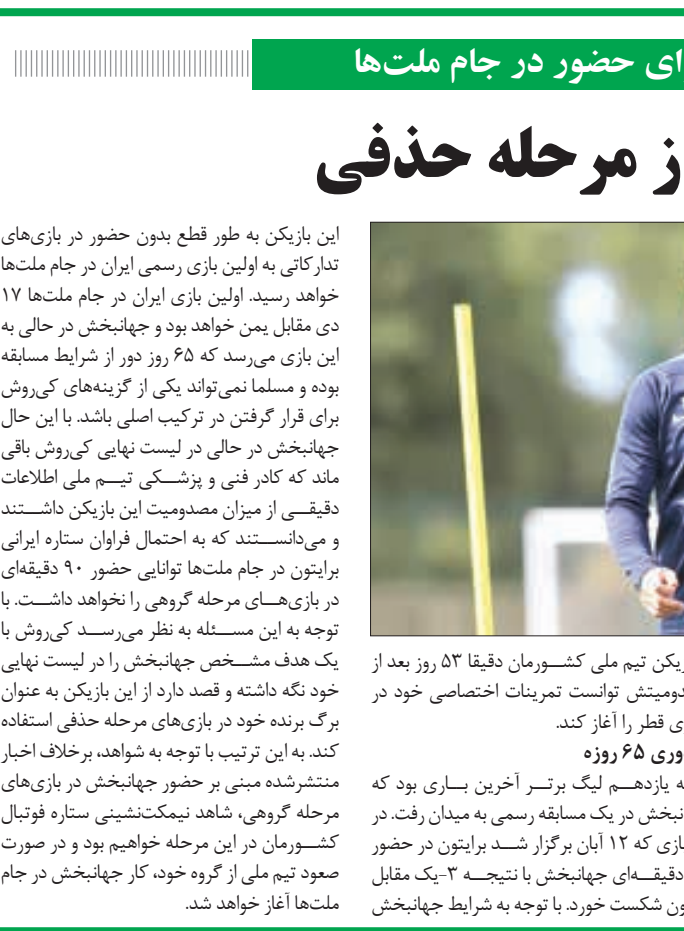 ای حضور در جام ملت‌ها
ز مرحله حذفی
یکن تیم ملی کشورمان دقیقا ۵۳ روز بعد از
دومیتش توانست تمرینات اختصاصی خود در
ی قطر را آغاز کند.
وری ۶۵ روزه
ه یازدهم لیگ برتر آخرین باری بود که
نبخش در یک مسابقه رسمی به میدان رفت. در
ازی که ۱۲ آبان برگزار شد برایتون در حضور
دقیقه‌ای جهانبخش با نتیجه ۳-یک مقابل
ون شکست خورد. با توجه به شرایط جهانبخش
این بازیکن به طور قطع بدون حضور در بازی‌های
تدارکاتی به اولین بازی رسمی ایران در جام ملت‌ها
خواهد رسید. اولین بازی ایران در جام ملت‌ها ۱۷
دی مقابل یمن خواهد بود و جهانبخش در حالی به
این بازی می‌رسد که ۶۵ روز دور از شرایط مسابقه
بوده و مسلما نمی‌تواند یکی از گزینه‌های کی‌روش
برای قرار گرفتن در ترکیب اصلی باشد. با این حال
جهانبخش در حالی در لیست نهایی کی‌روش باقی
ماند که کادر فنی و پزشکی تیم ملی اطلاعات
دقیقی از میزان مصدومیت این بازیکن داشتند
و می‌دانستند که به احتمال فراوان ستاره ایرانی
برایتون در جام ملت‌ها توانایی حضور ۹۰ دقیقه‌ای
در بازی‌های مرحله گروهی را نخواهد داشت. با
توجه به این مسئله به نظر می‌رسد کی‌روش با
یک هدف مشخص جهانبخش را در لیست نهایی
خود نگه داشته و قصد دارد از این بازیکن به عنوان
برگ برنده خود در بازی‌های مرحله حذفی استفاده
کند. به این ترتیب با توجه به شواهد، برخلاف اخبار
منتشرشده مبنی بر حضور جهانبخش در بازی‌های
مرحله گروهی، شاهد نیمکت‌نشینی ستاره فوتبال
کشورمان در این مرحله خواهیم بود و در صورت
صعود تیم ملی از گروه خود، کار جهانبخش در جام
ملت‌ها آغاز خواهد شد.